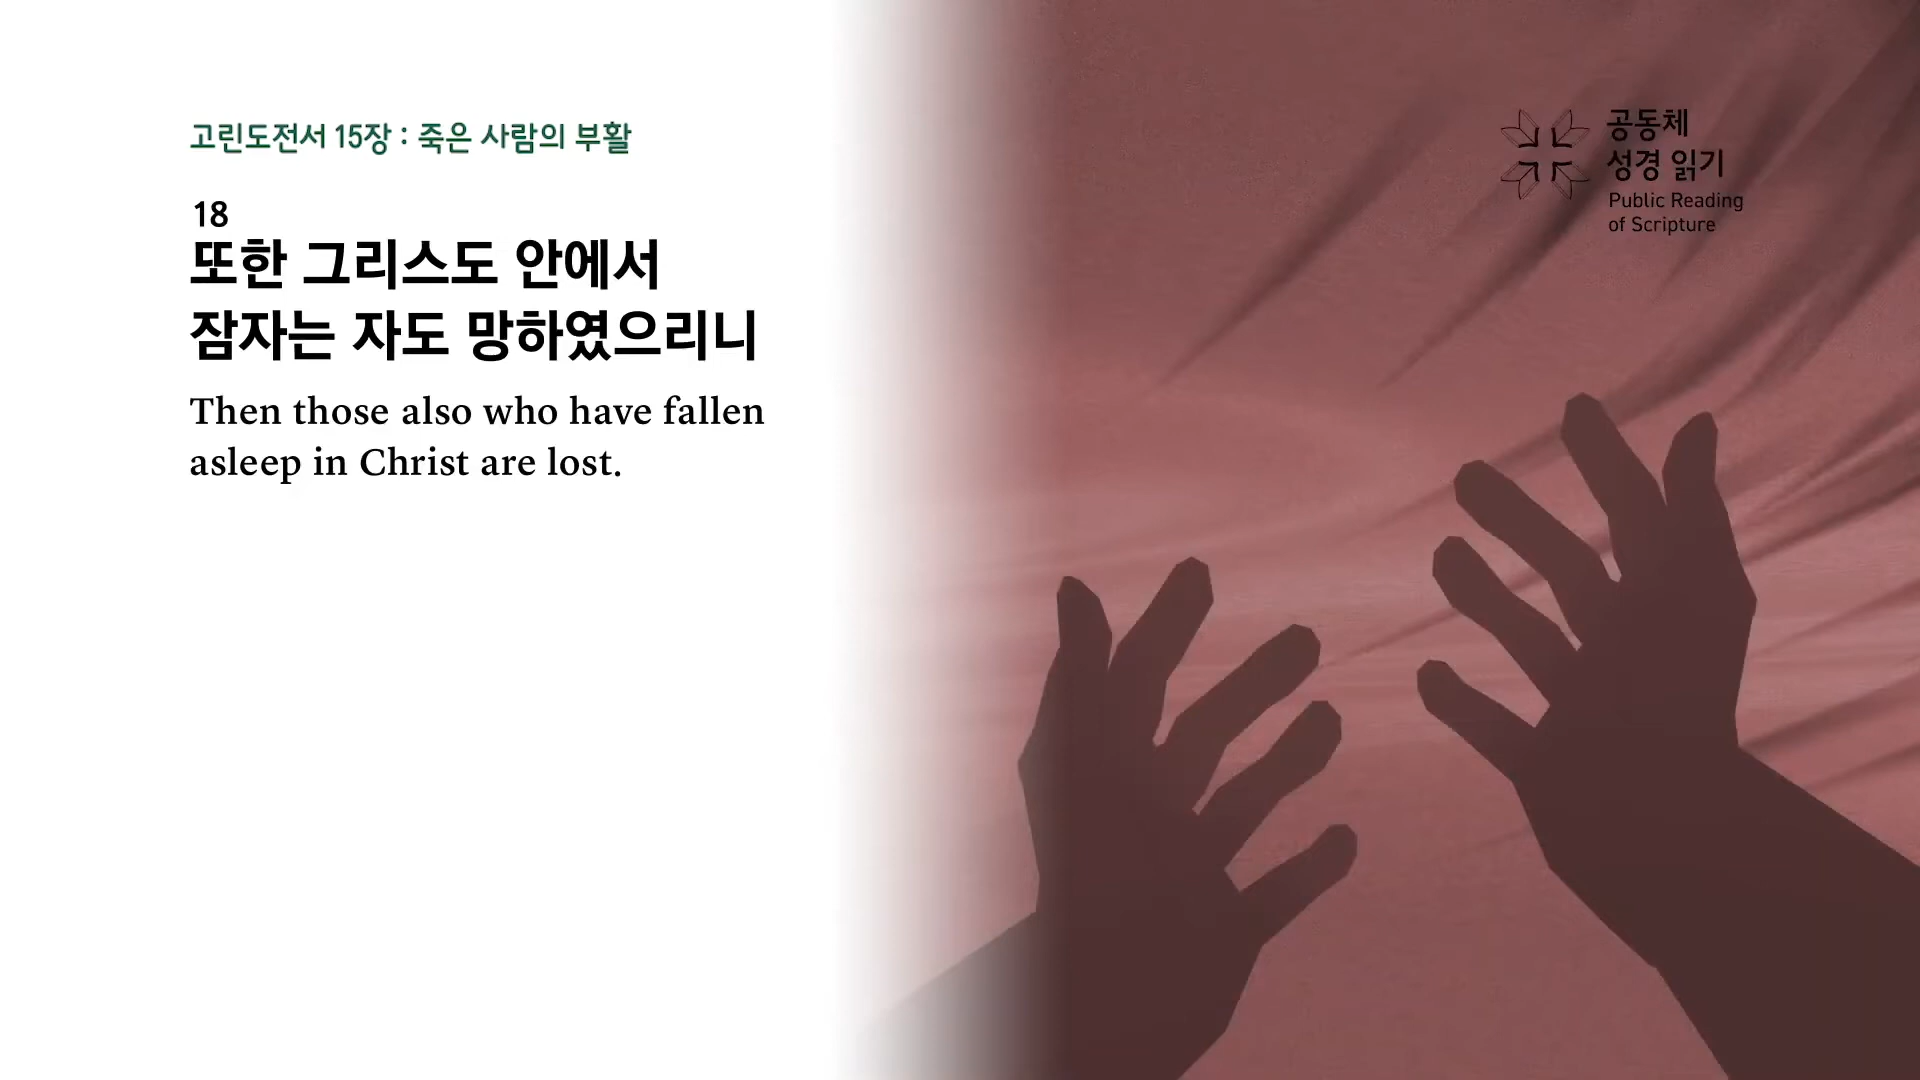 고린도전서 15장 : 죽은 사람의 부활
18
또한 그리스도 안에서
잠자는 자도 망하였으리니
Then those also who have fallen
asleep in Christ are lost.
공동체
성경 읽기
Public Reading
of Scripture